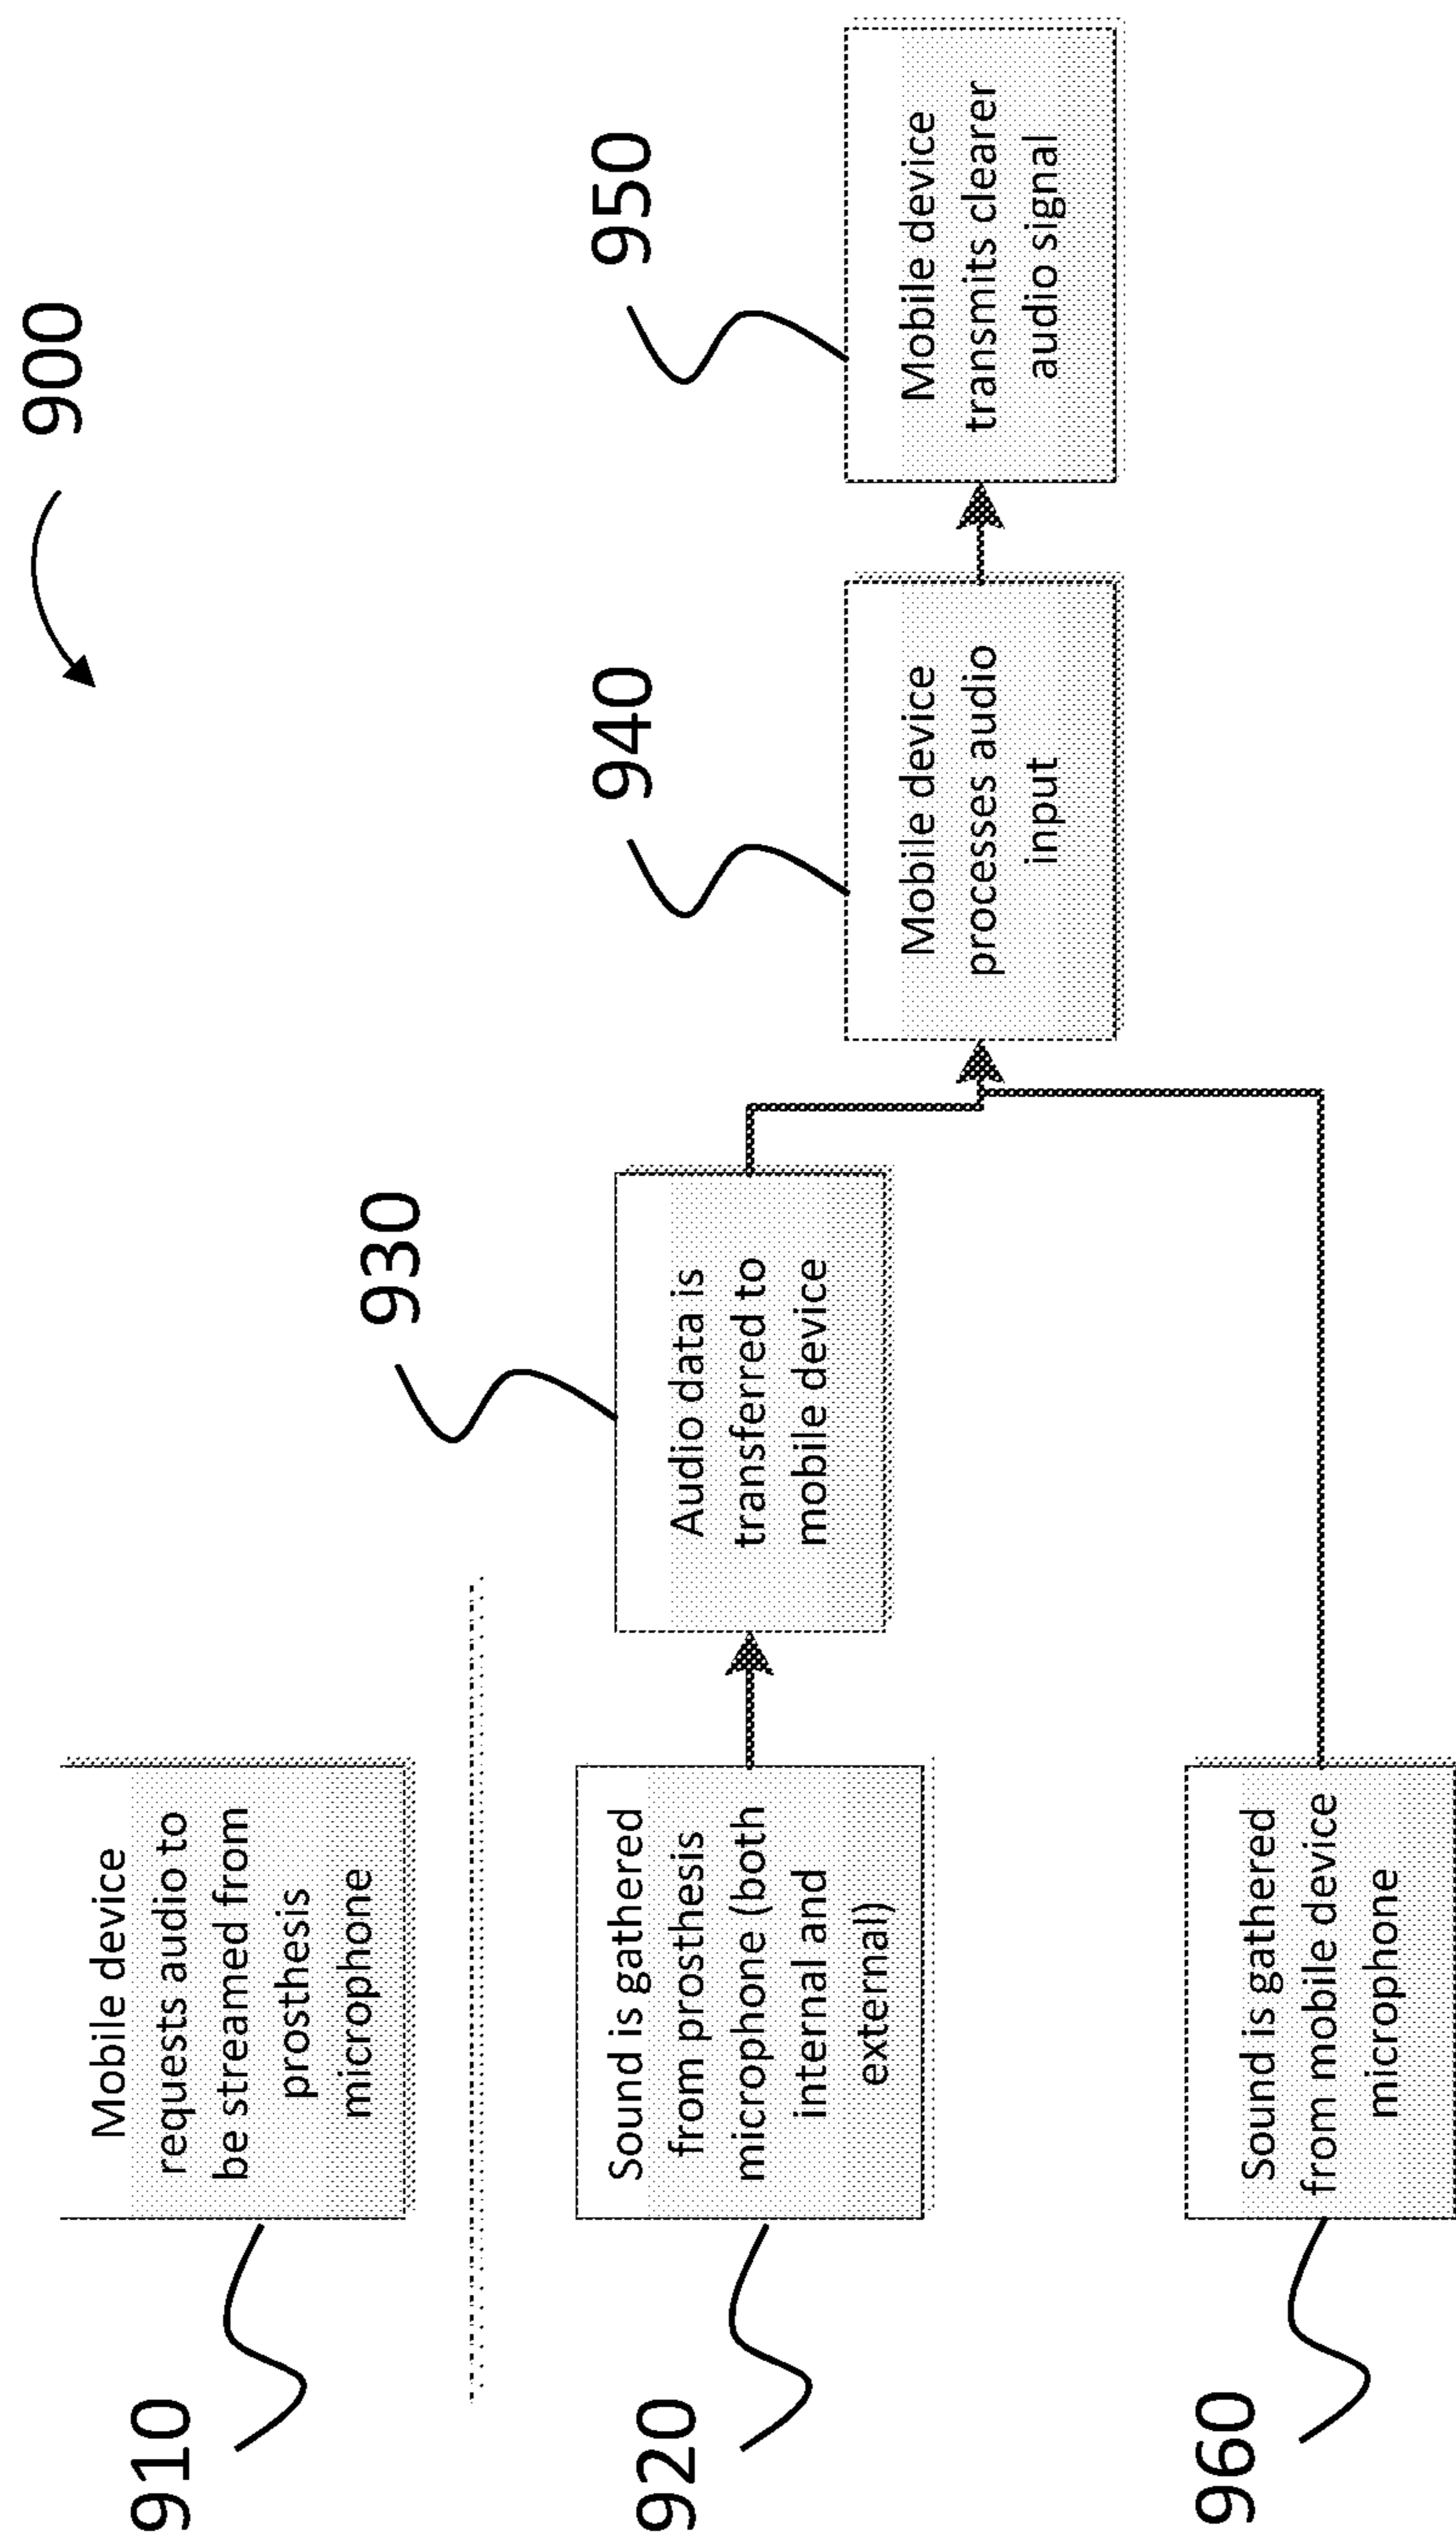 900
910
Mobile device
requests audio to
be streamed from
prosthesis
microphone
920
Sound is gathered
from prosthesis
microphone (both
internal and
external)
930
Audio data is
transferred to
mobile device
940
Mobile device
processes audio
input
950
Mobile device
transmits clearer
audio signal
960
Sound is gathered
from mobile device
microphone